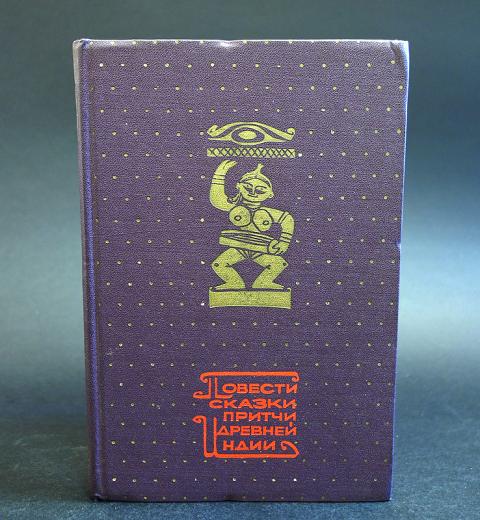 Повести
сказки
притчи
древней
Индии